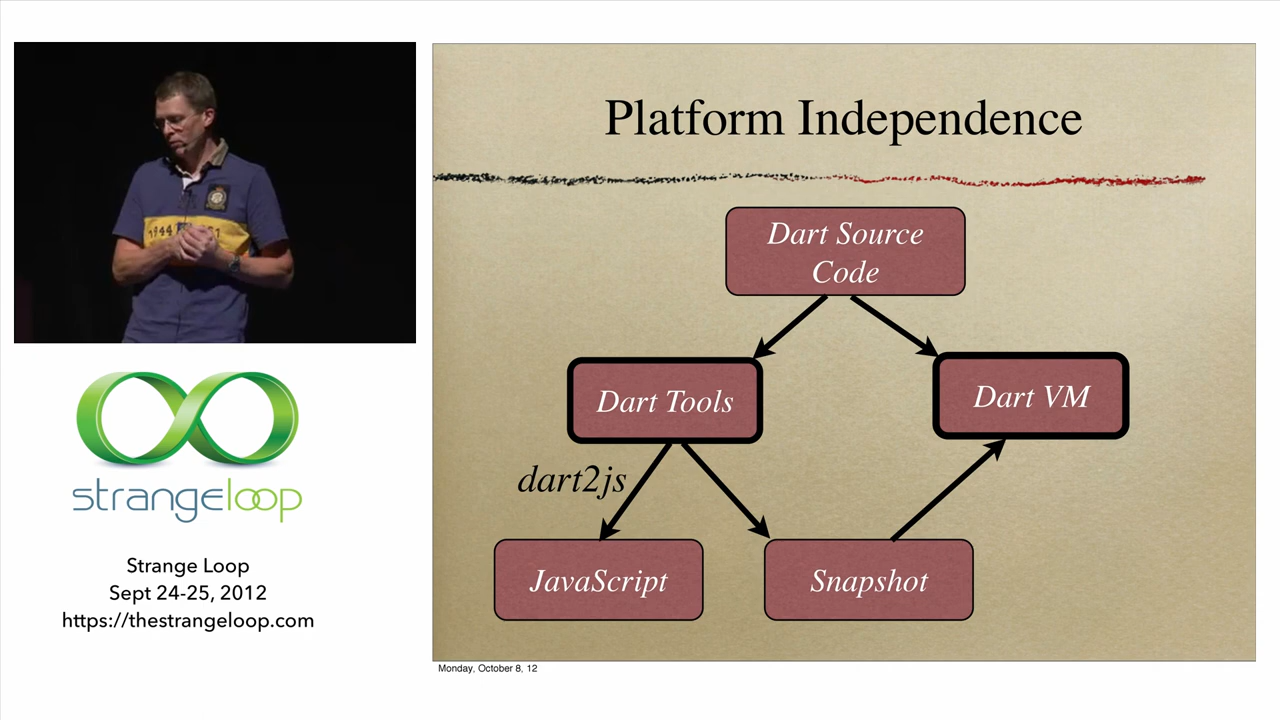 Platform Independence
Dart Source
Code
Dart Tools
Dart VM
dart2js
JavaScript
Snapshot
strangeloop
Strange Loop
Sept 24-25, 2012
https://thestrangeloop.com
Monday, October 8, 12
1944